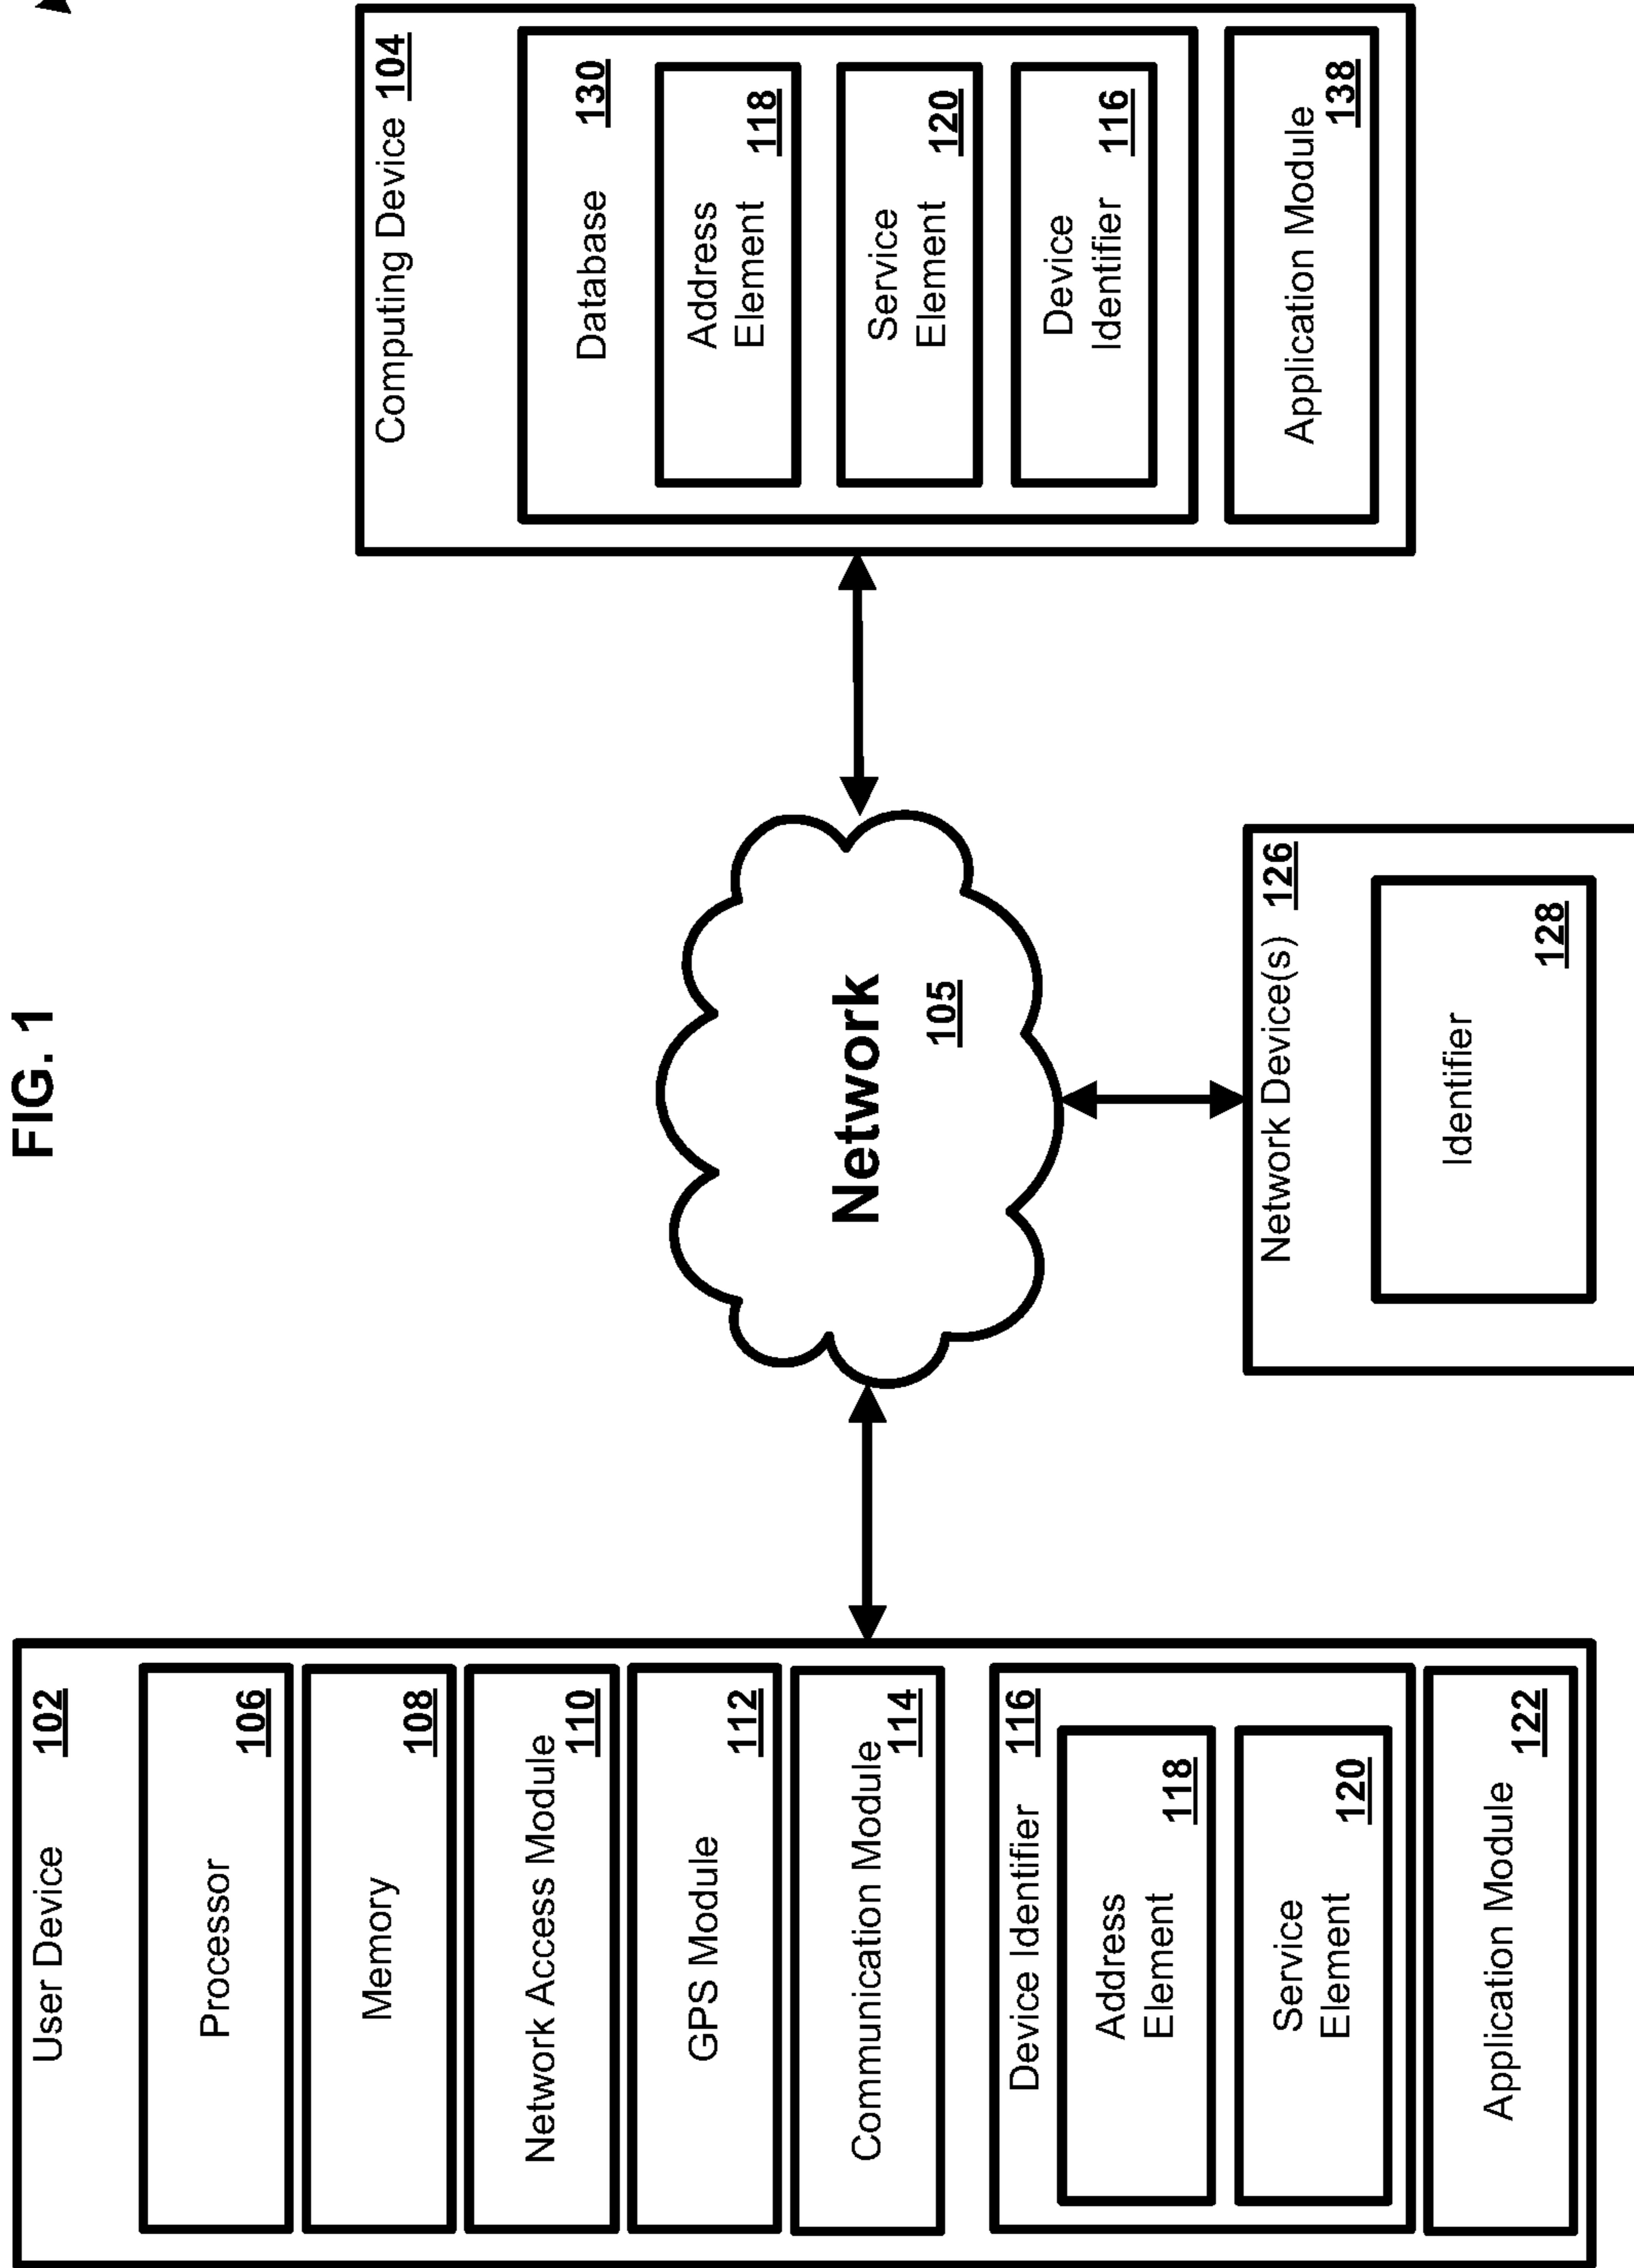 FIG. 1
User Device 102
Processor
106
Memory
108
Network Access Module
110
GPS Module
112
Communication Module
114
Device Identifier 116
Address
Element
118
Service
Element
120
Application Module
122
Network
105
Network Device(s) 126
Identifier
128
Computing Device 104
Database 130
Address
Element
118
Service
Element
120
Device
Identifier
116
Application Module
138